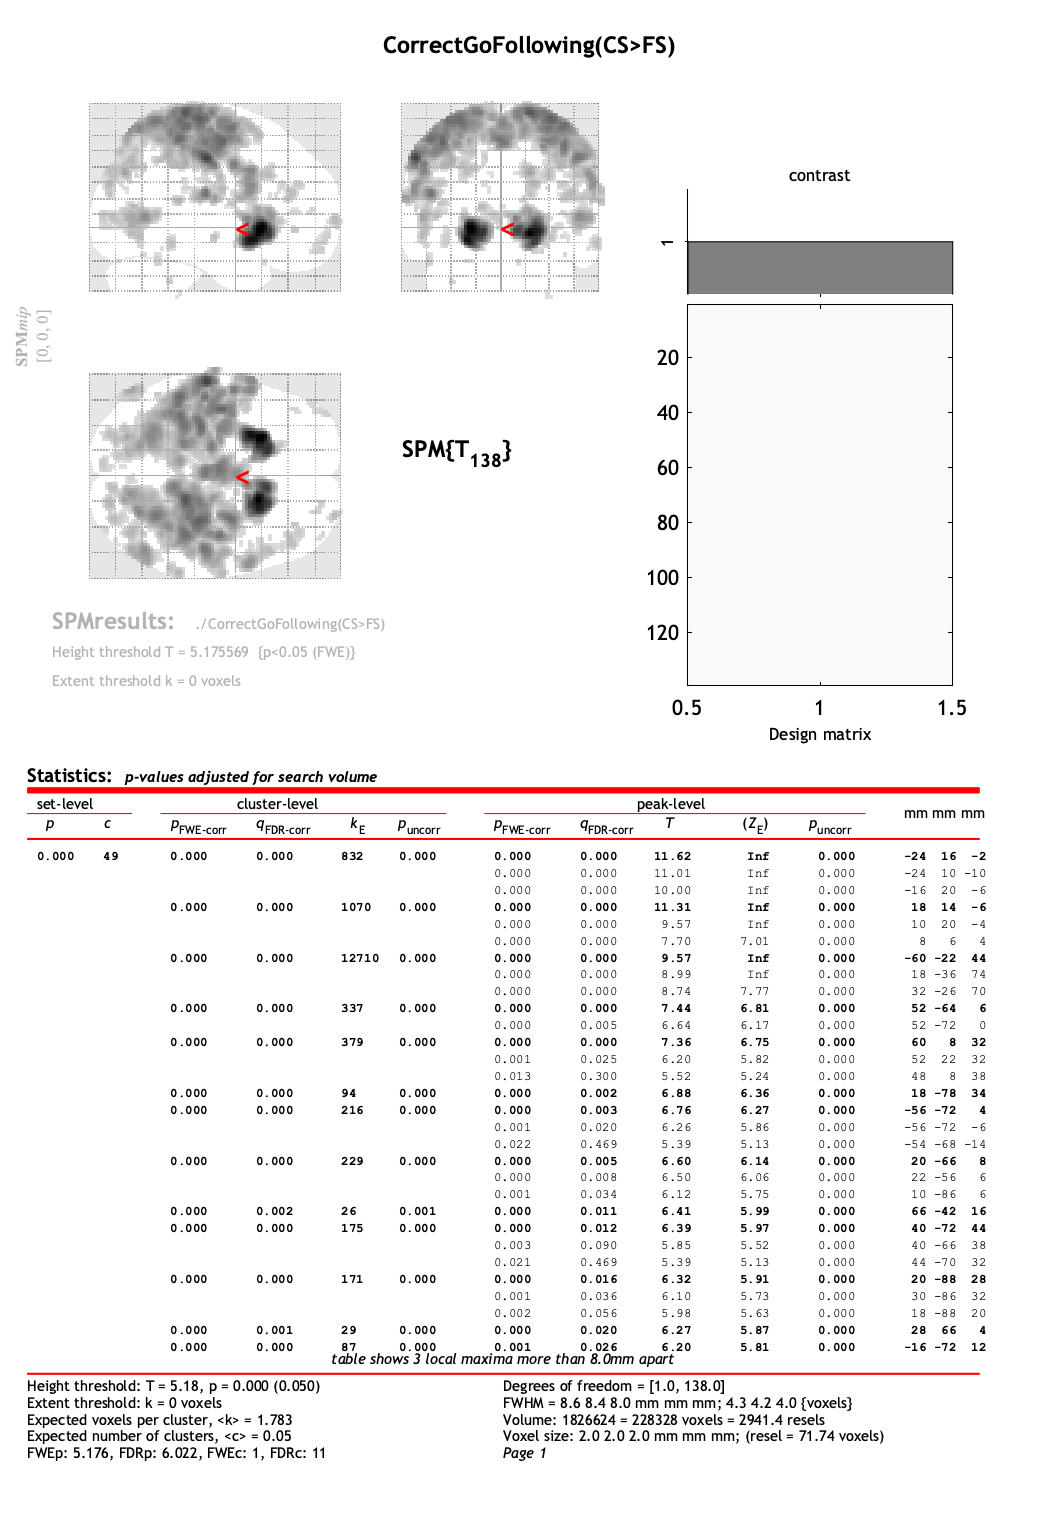 CorrectGoFollowing(CS>FS)
<
<
<
SPMmip
[0, 0, 0]
SPM{T138}
contrast
1
20
40
60
80
100
120
0.5 1 1.5
Design matrix
SPMresults: ./CorrectGoFollowing(CS>FS)
Height threshold T = 5.175569 {p<0.05 (FWE)}
Extent threshold k = 0 voxels
Statistics: p-values adjusted for search volume
set-level cluster-level peak-level mm mm mm
p c pFWE-corr qFDR-corr kE puncorr pFWE-corr qFDR-corr T (ZE) puncorr
0.000 49 0.000 0.000 832 0.000 0.000 0.000 11.62 Inf 0.000 -24 16 -2
0.000 0.000 11.01 Inf 0.000 -24 10 -10
0.000 0.000 10.00 Inf 0.000 -16 20 -6
0.000 0.000 1070 0.000 0.000 0.000 11.31 Inf 0.000 18 14 -6
0.000 0.000 9.57 Inf 0.000 10 20 -4
0.000 0.000 7.70 7.01 0.000 8 6 4
0.000 0.000 12710 0.000 0.000 0.000 9.57 Inf 0.000 -60 -22 44
0.000 0.000 8.99 Inf 0.000 18 -36 74
0.000 0.000 8.74 7.77 0.000 32 -26 70
0.000 0.000 337 0.000 0.000 0.000 7.44 6.81 0.000 52 -64 6
0.000 0.005 6.64 6.17 0.000 52 -72 0
0.000 0.000 379 0.000 0.000 0.000 7.36 6.75 0.000 60 8 32
0.001 0.025 6.20 5.82 0.000 52 22 32
0.013 0.300 5.52 5.24 0.000 48 8 38
0.000 0.000 94 0.000 0.000 0.002 6.88 6.36 0.000 18 -78 34
0.000 0.000 216 0.000 0.000 0.003 6.76 6.27 0.000 -56 -72 4
0.001 0.020 6.26 5.86 0.000 -56 -72 -6
0.022 0.469 5.39 5.13 0.000 -54 -68 -14
0.000 0.000 229 0.000 0.000 0.005 6.60 6.14 0.000 20 -66 8
0.000 0.008 6.50 6.06 0.000 22 -56 6
0.001 0.034 6.12 5.75 0.000 10 -86 6
0.000 0.002 26 0.001 0.000 0.011 6.41 5.99 0.000 66 -42 16
0.000 0.000 175 0.000 0.000 0.012 6.39 5.97 0.000 40 -72 44
0.003 0.090 5.85 5.52 0.000 40 -66 38
0.021 0.469 5.39 5.13 0.000 44 -70 32
0.000 0.000 171 0.000 0.000 0.016 6.32 5.91 0.000 20 -88 28
0.001 0.036 6.10 5.73 0.000 30 -86 32
0.002 0.056 5.98 5.63 0.000 18 -88 20
0.000 0.001 29 0.000 0.000 0.020 6.27 5.87 0.000 28 66 4
0.000 0.000 87 0.000 0.001 0.026 6.20 5.81 0.000 -16 -72 12
table shows 3 local maxima more than 8.0mm apart
Height threshold: T = 5.18, p = 0.000 (0.050)
Extent threshold: k = 0 voxels
Expected voxels per cluster, <k> = 1.783
Expected number of clusters, <c> = 0.05
FWEp: 5.176, FDRp: 6.022, FWEc: 1, FDRc: 11
Degrees of freedom = [1.0, 138.0]
FWHM = 8.6 8.4 8.0 mm mm mm; 4.3 4.2 4.0 {voxels}
Volume: 1826624 = 228328 voxels = 2941.4 resels
Voxel size: 2.0 2.0 2.0 mm mm mm; (resel = 71.74 voxels)
Page 1